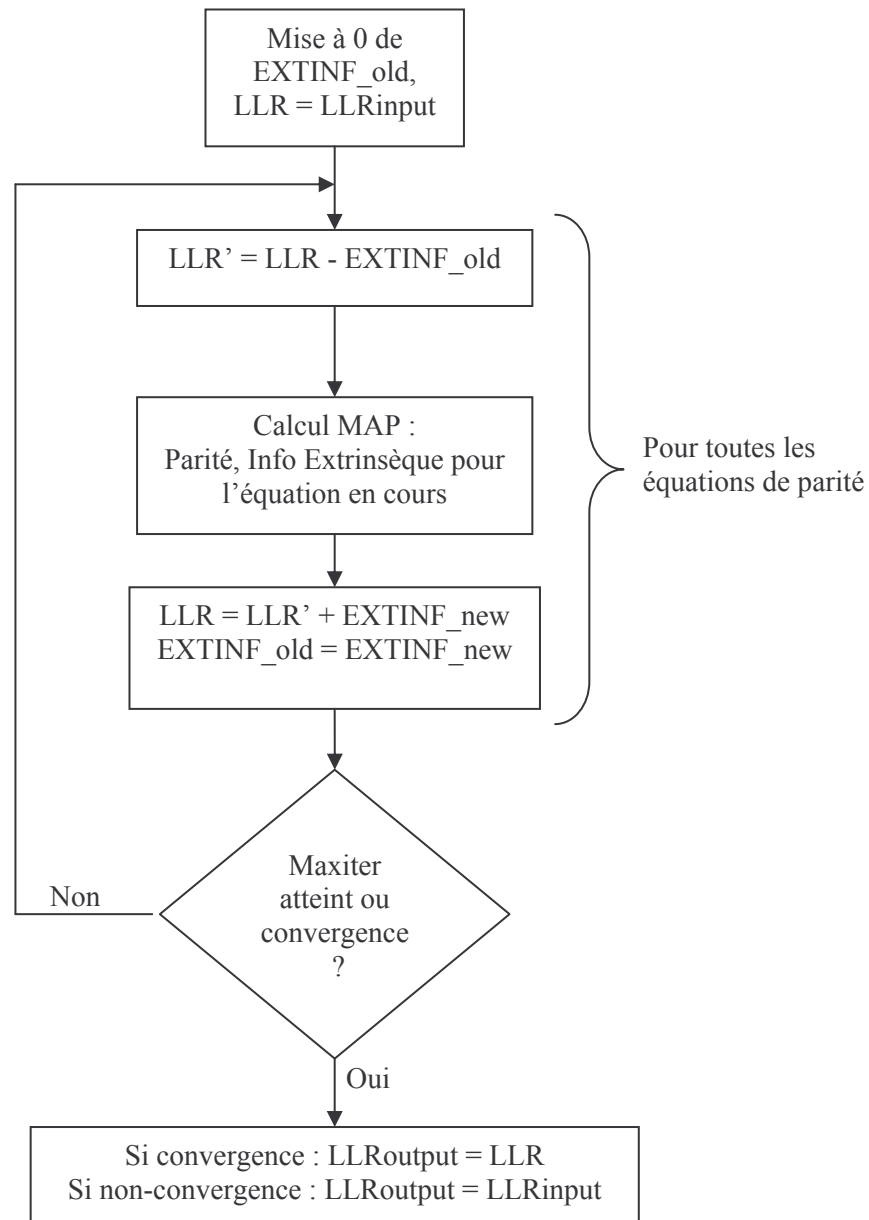 Mise à 0 de
EXTINF_old,
LLR = LLRinput
LLR’ = LLR - EXTINF_old
Calcul MAP :
Parité, Info Extrinsèque pour
l’équation en cours
Pour toutes les
équations de parité
LLR = LLR’ + EXTINF_new
EXTINF_old = EXTINF_new
Maxiter
atteint ou
convergence
?
Non
Oui
Si convergence : LLRoutput = LLR
Si non-convergence : LLRoutput = LLRinput